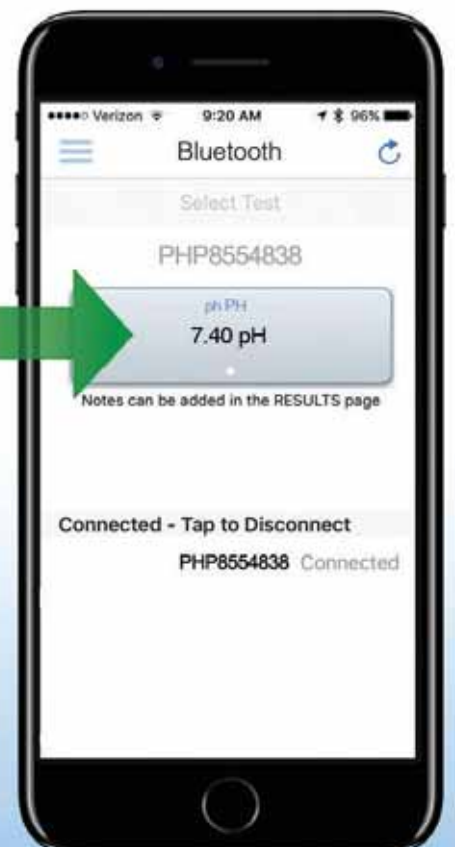 Verizon 9:20 AM 96%
Bluetooth
Select Test
PHP8554838
ph PH
7.40 pH
Notes can be added in the RESULTS page
Connected - Tap to Disconnect
PHP8554838 Connected